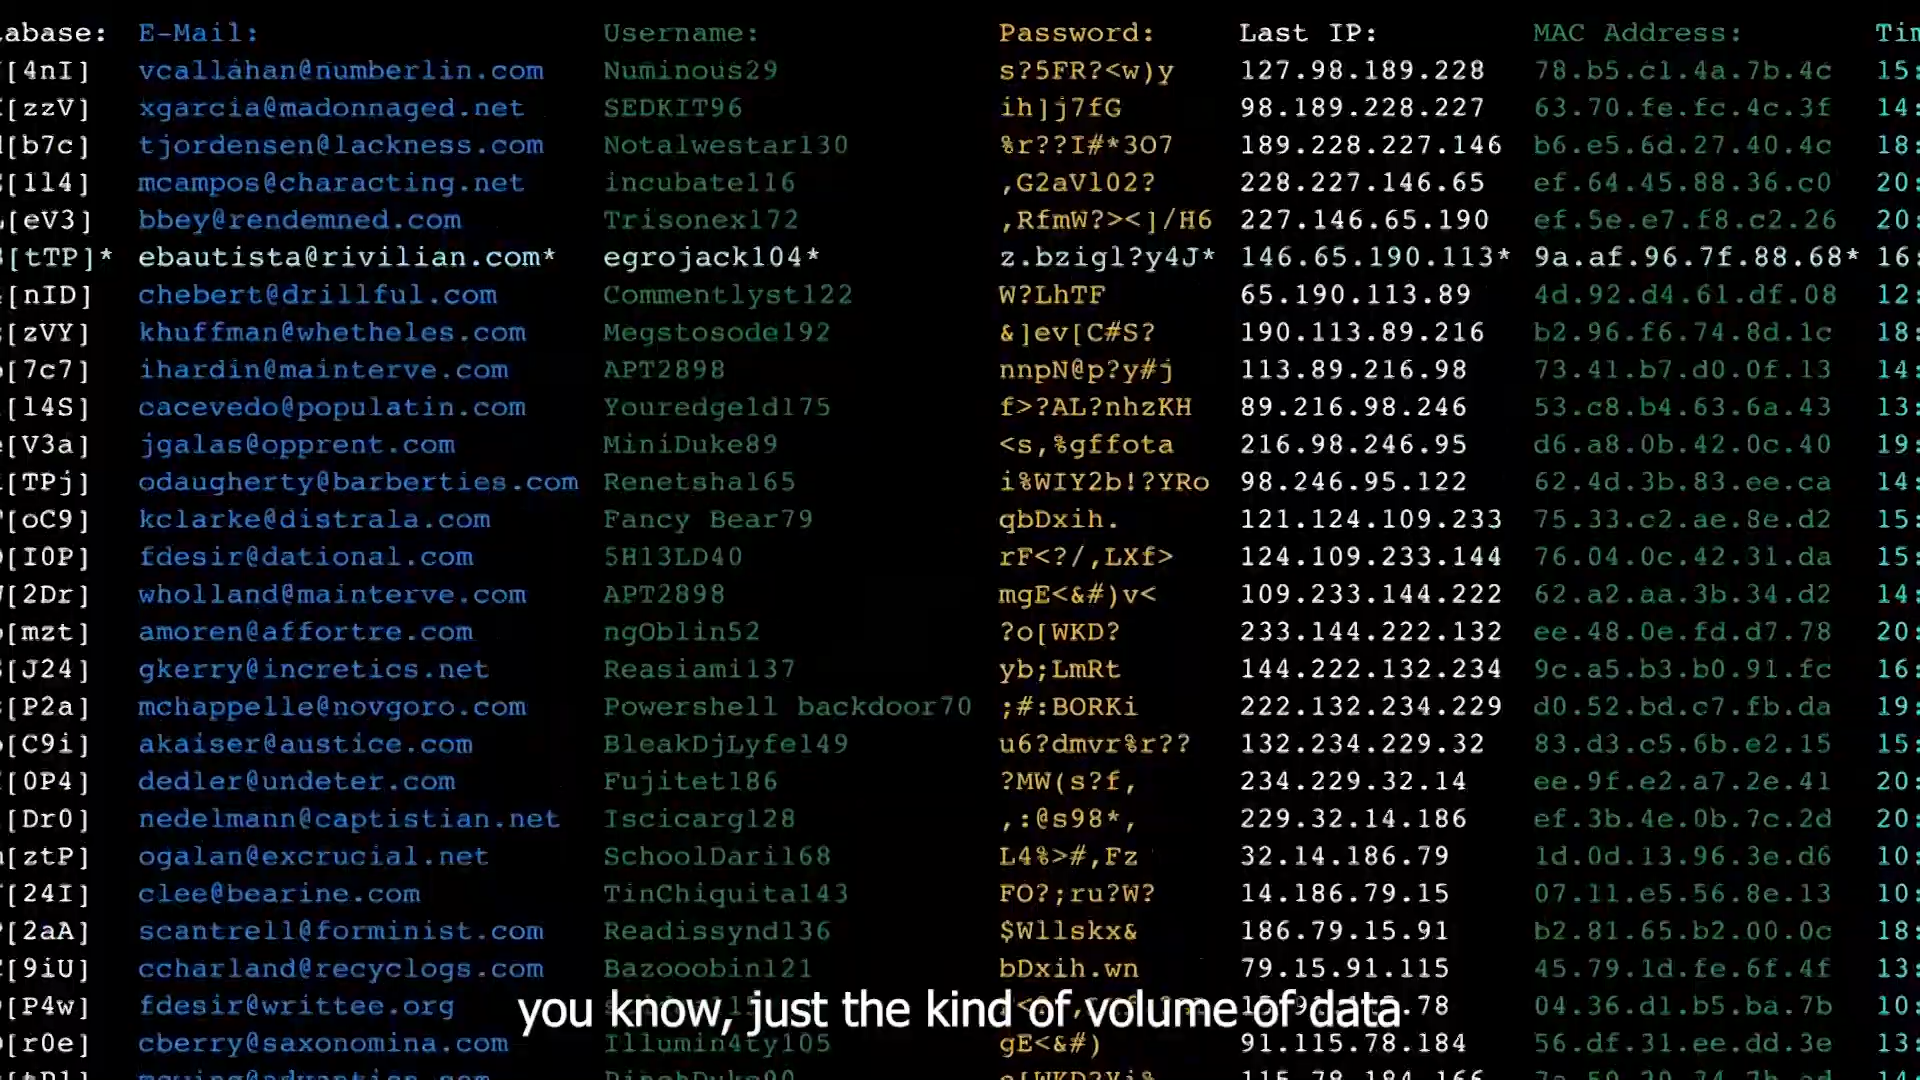 abase: E-Mail: Username: Password: Last IP: MAC Address: Tim
[4nI] vcallahan@numberlin.com Numinous29 s?5FR?<w)y 127.98.189.228 78.b5.c1.4a.7b.4c 15:
[zzV] xgarcia@madonnaged.net SEDKIT96 ih]j7fG 98.189.228.227 63.70.fe.fc.4c.3f 14:
[b7c] tjordensen@lackness.com Notalwestar130 %r??I#*3O7 189.228.227.146 b6.e5.6d.27.40.4c 18:
[1l4] mcampos@characting.net incubate116 ,G2aVl02? 228.227.146.65 ef.64.45.88.36.c0 20:
[eV3] bbey@rendemned.com Trisonex172 ,RfmW?><]/H6 227.146.65.190 ef.5e.e7.f8.c2.26 20:
[tTP]* ebautista@rivilian.com* egrojack104* z.bzigl?y4J* 146.65.190.113* 9a.af.96.7f.88.68* 16:
[nID] chebert@drillful.com Commentlyst122 W?LhTF 65.190.113.89 4d.92.d4.61.df.08 12:
[zVY] khuffman@whetheles.com Megstosode192 &]ev[C#S? 190.113.89.216 b2.96.f6.74.8d.1c 18:
[7c7] ihardin@mainterve.com APT2898 nnpN@p?y#j 113.89.216.98 73.41.b7.d0.0f.13 14:
[l4S] cacevedo@populatin.com Youredgeld175 f>?AL?nhzKH 89.216.98.246 53.c8.b4.63.6a.43 13:
[V3a] jgalas@opprent.com MiniDuke89 <s,%gffota 216.98.246.95 d6.a8.0b.42.0c.40 19:
[TPj] odaugherty@barberties.com Renetsha165 i%WIY2b!?YRo 98.246.95.122 62.4d.3b.83.ee.ca 14:
[oC9] kclarke@distrala.com Fancy Bear79 qbDxih. 121.124.109.233 75.33.c2.ae.8e.d2 15:
[I0P] fdesir@dational.com 5H13LD40 rF<?/,LXf> 124.109.233.144 76.04.0c.42.31.da 15:
[2Dr] wholland@mainterve.com APT2898 mgE<&#)v< 109.233.144.222 62.a2.aa.3b.34.d2 14:
[mzt] amoren@affortre.com ngOblin52 ?o[WKD? 233.144.222.132 ee.48.0e.fd.d7.78 20:
[J24] gkerry@incretics.net Reasiami137 yb;LmRt 144.222.132.234 9c.a5.b3.b0.91.fc 16:
[P2a] mchappelle@novgoro.com Powershell backdoor70 ;#:BORKi 222.132.234.229 d0.52.bd.c7.fb.da 19:
[C9i] akaiser@austice.com BleakDjLyfe149 u6?dmvr%r?? 132.234.229.32 83.d3.c5.6b.e2.15 15:
[0P4] dedler@undeter.com Fujitet186 ?MW(s?f, 234.229.32.14 ee.9f.e2.a7.2e.41 20:
[Dr0] nedelmann@captistian.net Iscicarg128 ,:@s98*, 229.32.14.186 ef.3b.4e.0b.7c.2d 20:
[ztP] ogalan@excrucial.net SchoolDari168 L4%>#,Fz 32.14.186.79 1d.0d.13.96.3e.d6 10:
[24I] clee@bearine.com TinChiquita143 FO?;ru?W? 14.186.79.15 07.11.e5.56.8e.13 10:
[2aA] scantrell@forminist.com Readissynd136 $Wllskx& 186.79.15.91 b2.81.65.b2.00.0c 18:
[9iU] ccharland@recyclogs.com Bazooobin121 bDxih.wn 79.15.91.115 45.79.1d.fe.6f.4f 13:
[P4w] fdesir@writtee.org 04.36.d1.b5.ba.7b 10:
you know, just the kind of volume of data
[r0e] cberry@saxonomina.com Illumin4ty105 gE<&#) 91.115.78.184 56.df.31.ee.dd.3e 13: